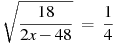 √(18/(2x − 48)) = 1/4